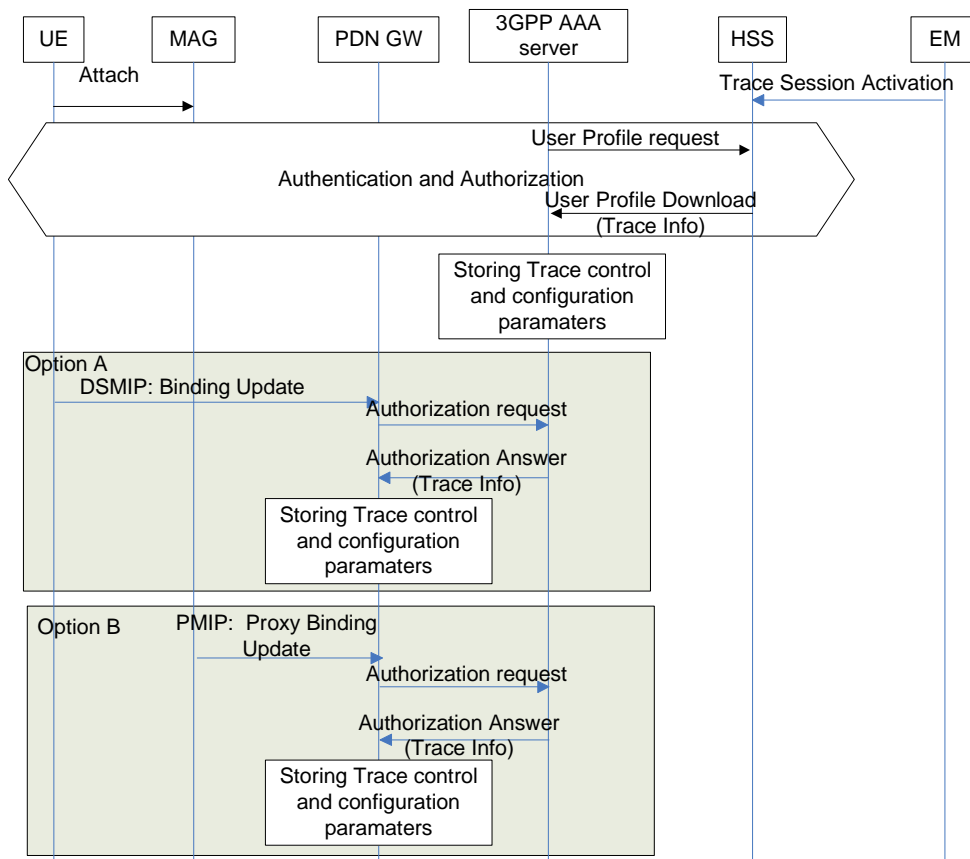 UE
MAG
PDN GW
3GPP AAA
server
HSS
EM
Attach
Trace Session Activation
User Profile request
Authentication and Authorization
User Profile Download
(Trace Info)
Storing Trace control
and configuration
paramaters
Option A
DSMIP: Binding Update
Authorization request
Authorization Answer
(Trace Info)
Storing Trace control
and configuration
paramaters
Option B
PMIP:  Proxy Binding
Update
Authorization request
Authorization Answer
(Trace Info)
Storing Trace control
and configuration
paramaters